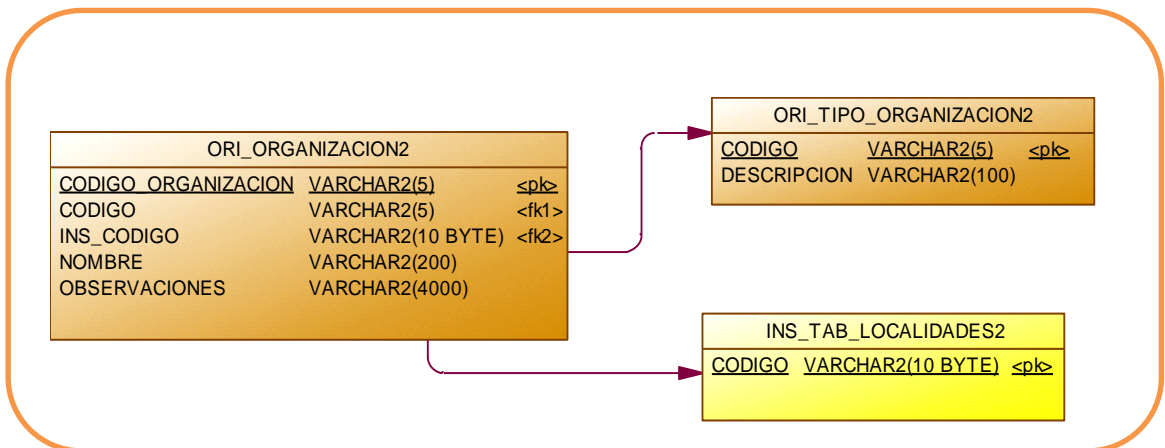 ORI_ORGANIZACION2
CODIGO_ORGANIZACION VARCHAR2(5) <pk>
CODIGO VARCHAR2(5) <fk1>
INS_CODIGO VARCHAR2(10 BYTE) <fk2>
NOMBRE VARCHAR2(200)
OBSERVACIONES VARCHAR2(4000)
ORI_TIPO_ORGANIZACION2
CODIGO VARCHAR2(5) <pk>
DESCRIPCION VARCHAR2(100)
INS_TAB_LOCALIDADES2
CODIGO VARCHAR2(10 BYTE) <pk>